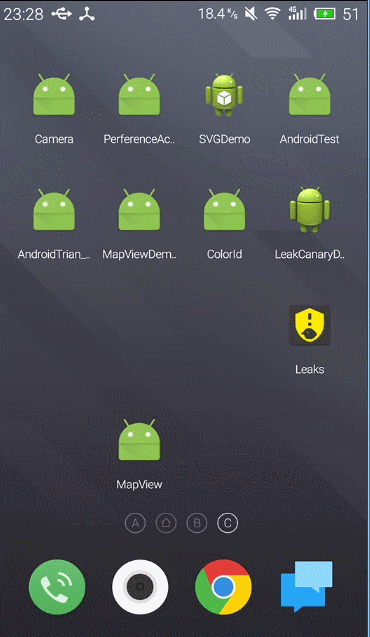 23:28 18.4 K/s 4G 51
Camera PerferenceAc.. SVGDemo AndroidTest
AndroidTrian_.. MapViewDem.. ColorId LeakCanaryD..
Leaks
MapView
A B C